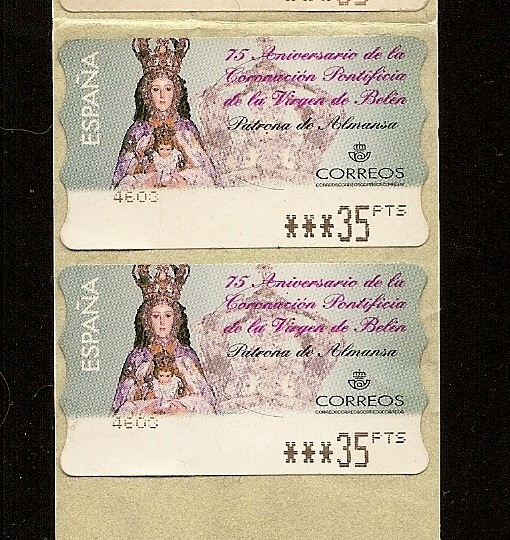 35
ESPAÑA
75 Aniversario de la
Coronación Pontificia
de la Virgen de Belén
Patrona de Almansa
CORREOS
4603
***35 PTS
ESPAÑA
75 Aniversario de la
Coronación Pontificia
de la Virgen de Belén
Patrona de Almansa
CORREOS
4603
***35 PTS